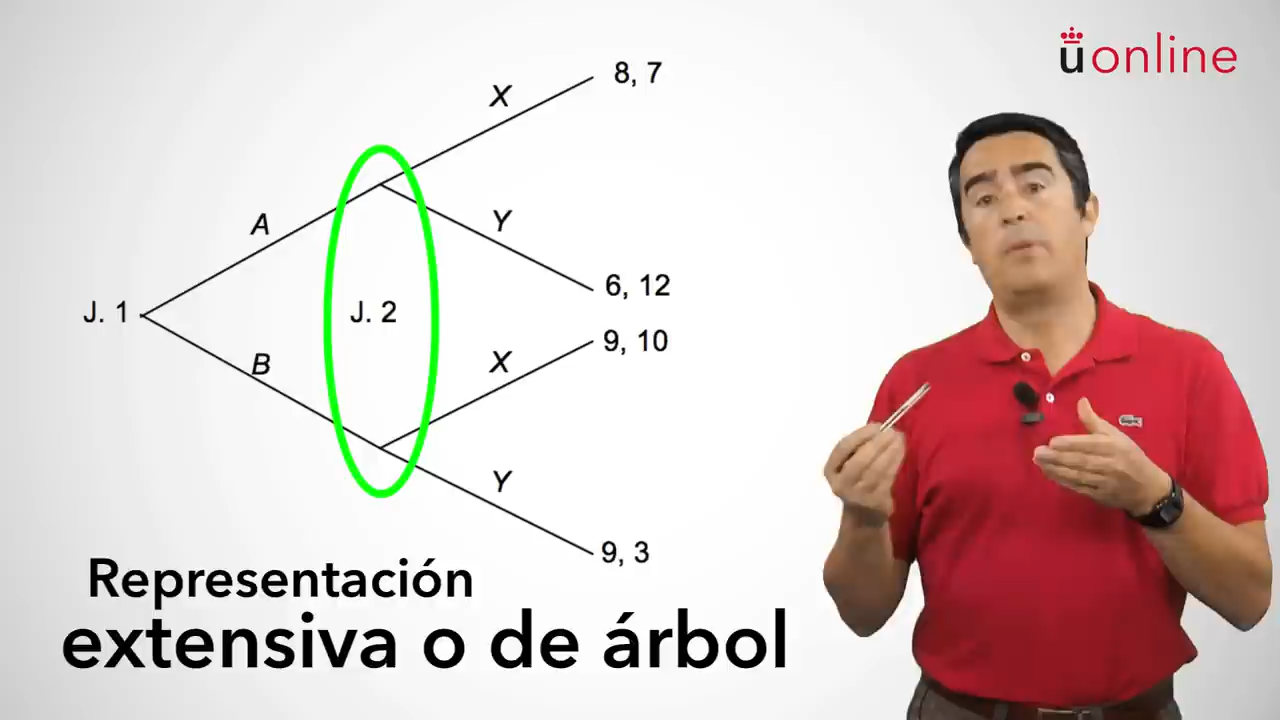 üonline
X
8, 7
A
Y
6, 12
J. 1
J. 2
9, 10
B
X
Y
9, 3
Representación
extensiva o de árbol